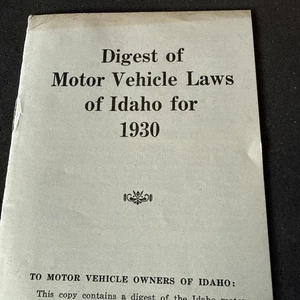 Digest of
Motor Vehicle Laws
of Idaho for
1930
TO MOTOR VEHICLE OWNERS OF IDAHO:
This copy contains a digest of the Idaho motor